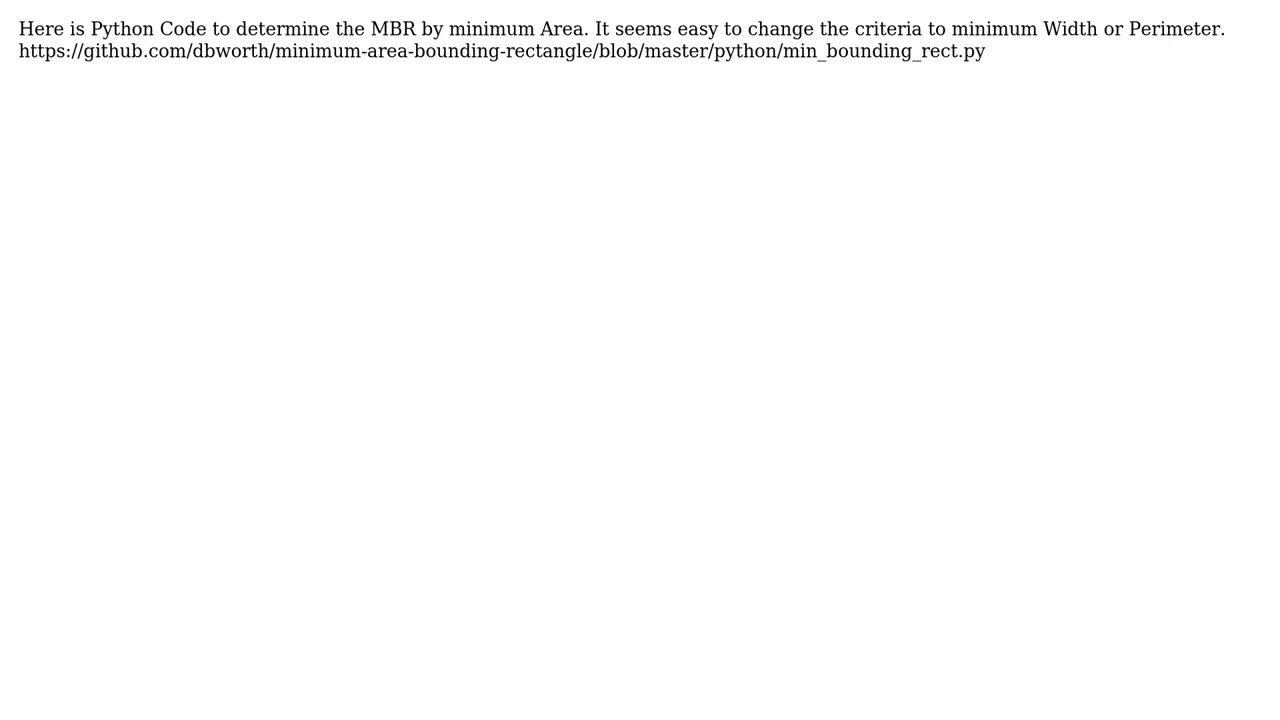 Here is Python Code to determine the MBR by minimum Area. It seems easy to change the criteria to minimum Width or Perimeter.
https://github.com/dbworth/minimum-area-bounding-rectangle/blob/master/python/min_bounding_rect.py